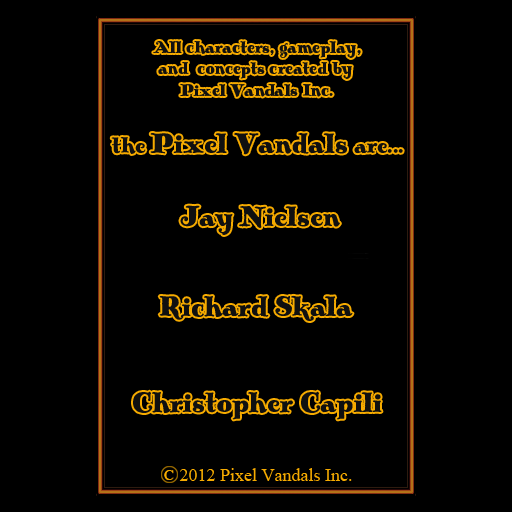 All characters, gameplay,
and concepts created by
Pixel Vandals Inc.
the Pixel Vandals are...
Jay Nielsen
Richard Skala
Christopher Capili
©2012 Pixel Vandals Inc.